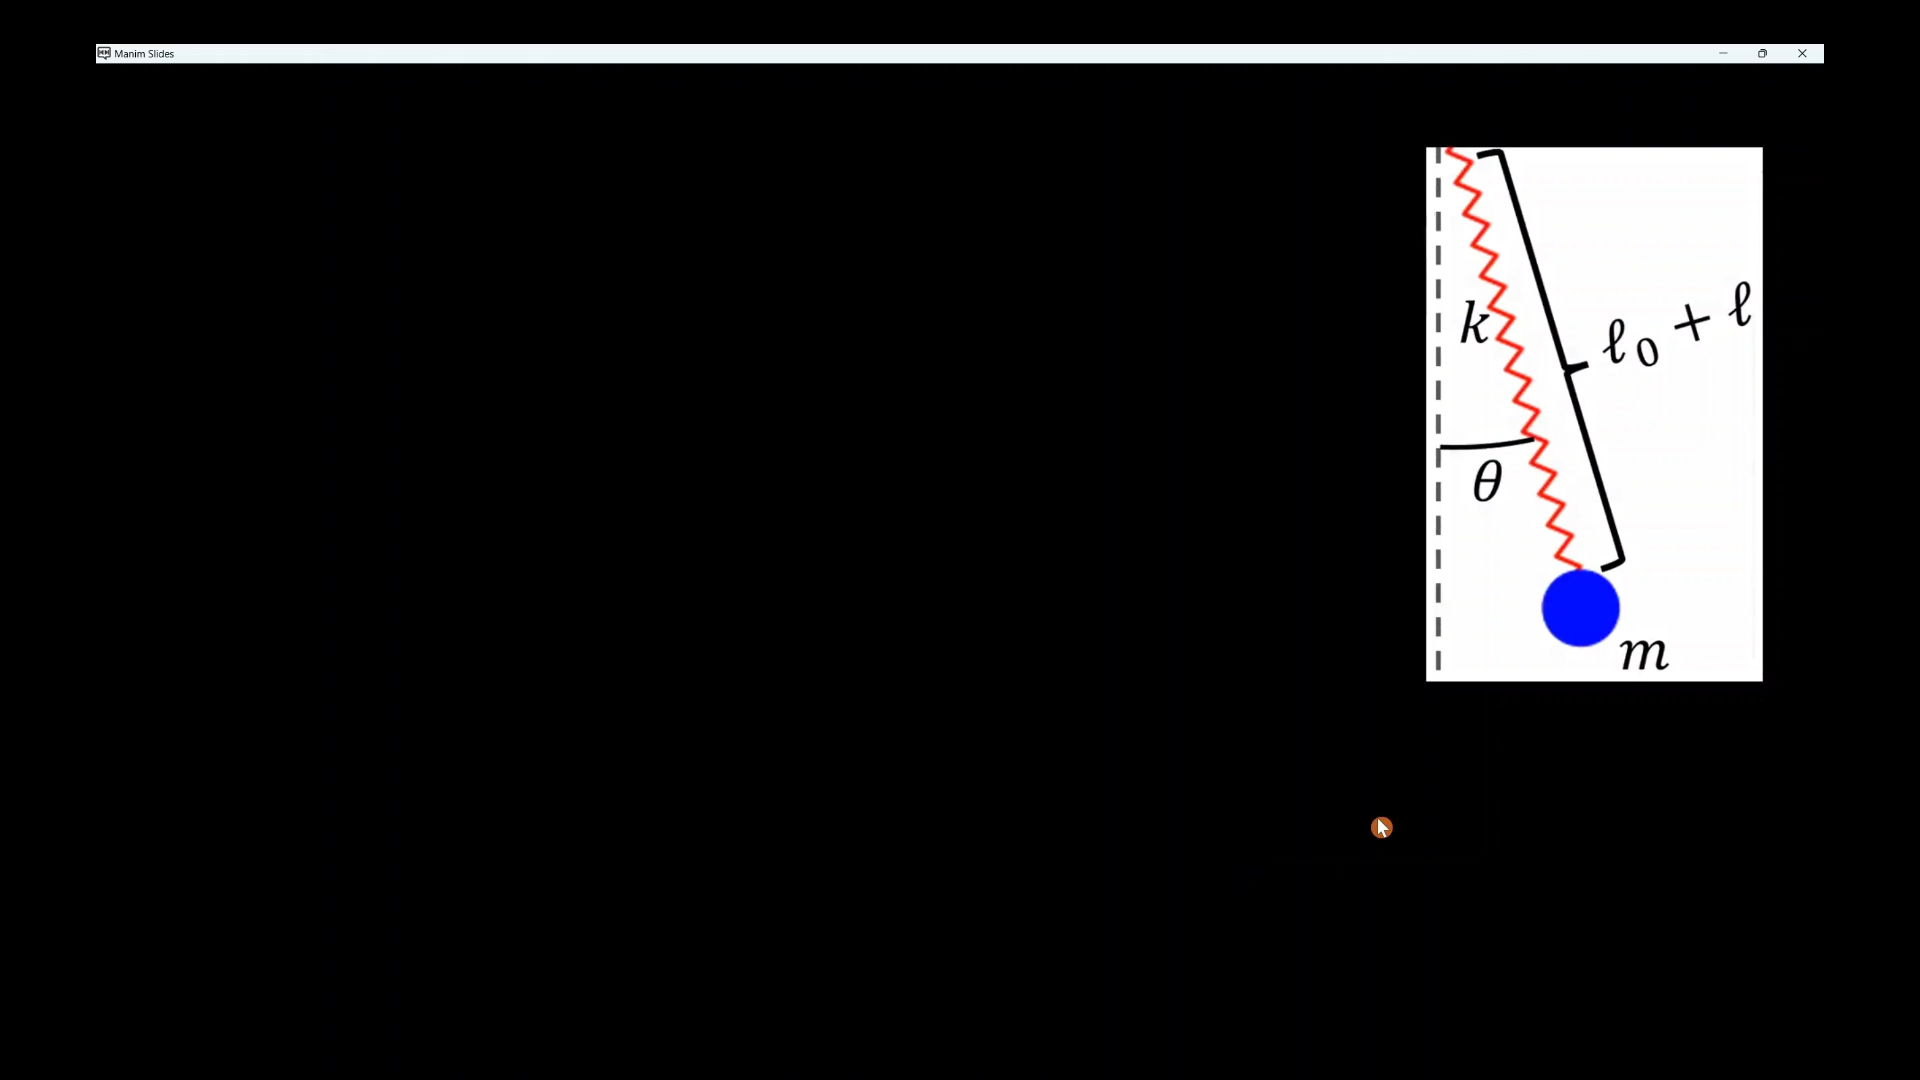 Manim Slides
k
ℓ₀ + ℓ
θ
m